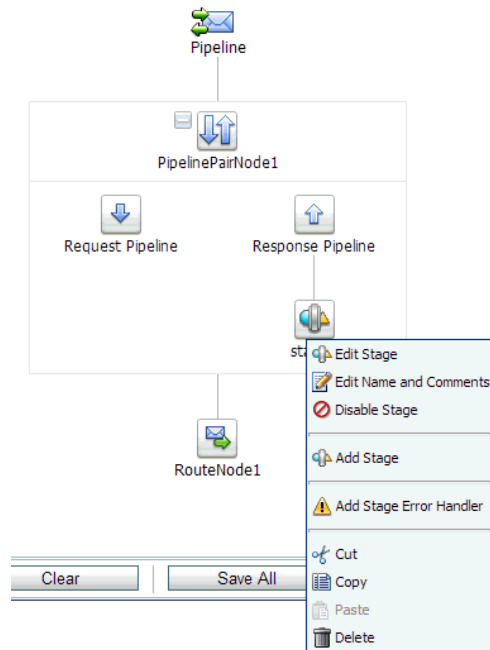 Pipeline
PipelinePairNode1
Request Pipeline
Response Pipeline
Edit Stage
Edit Name and Comments
Disable Stage
Add Stage
RouteNode1
Add Stage Error Handler
Cut
Clear
Save All
Copy
Paste
Delete